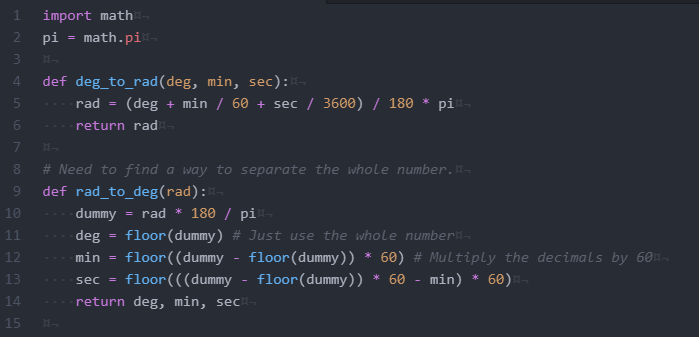 1 import math¤¬
2 pi = math.pi¤¬
3 ¤¬
4 def deg_to_rad(deg, min, sec):¤¬
5 ····rad = (deg + min / 60 + sec / 3600) / 180 * pi¤¬
6 ····return rad¤¬
7 ¤¬
8 # Need to find a way to separate the whole number.¤¬
9 def rad_to_deg(rad):¤¬
10 ····dummy = rad * 180 / pi¤¬
11 ····deg = floor(dummy) # Just use the whole number¤¬
12 ····min = floor((dummy - floor(dummy)) * 60) # Multiply the decimals by 60¤¬
13 ····sec = floor(((dummy - floor(dummy)) * 60 - min) * 60)¤¬
14 ····return deg, min, sec¤¬
15 ¤¬